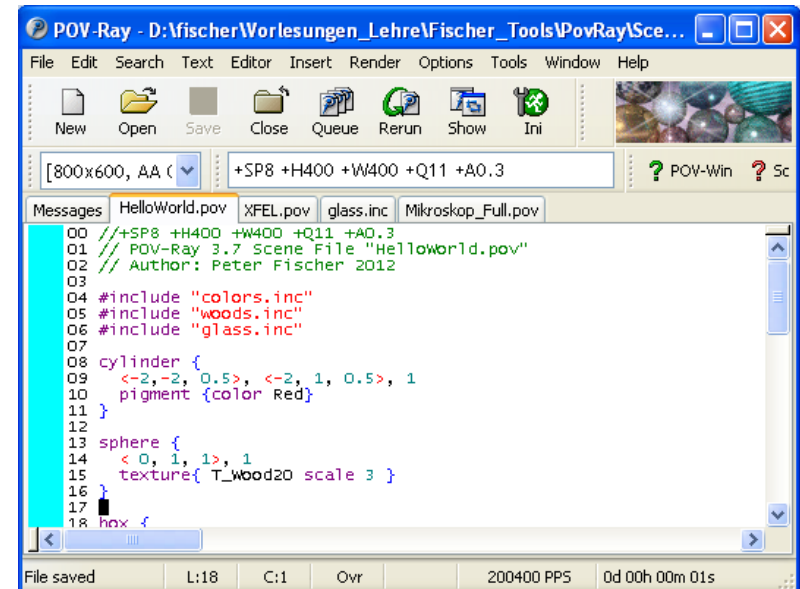 POV-Ray - D:\fischer\Vorlesungen_Lehre\Fischer_Tools\PovRay\Sce...
File Edit Search Text Editor Insert Render Options Tools Window Help
New Open Save Close Queue Rerun Show Ini
[800x600, AA ( +SP8 +H400 +W400 +Q11 +A0.3 ? POV-Win ? Sc
Messages HelloWorld.pov XFEL.pov glass.inc Mikroskop_Full.pov
00 //+SP8 +H400 +W400 +Q11 +A0.3
01 // POV-Ray 3.7 Scene File "HelloWorld.pov"
02 // Author: Peter Fischer 2012
03
04 #include "colors.inc"
05 #include "woods.inc"
06 #include "glass.inc"
07
08 cylinder {
09 <-2,-2, 0.5>, <-2, 1, 0.5>, 1
10 pigment {color Red}
11 }
12
13 sphere {
14 < 0, 1, 1>, 1
15 texture{ T_Wood20 scale 3 }
16 }
17
18 box {
File saved L:18 C:1 Ovr 200400 PPS 0d 00h 00m 01s